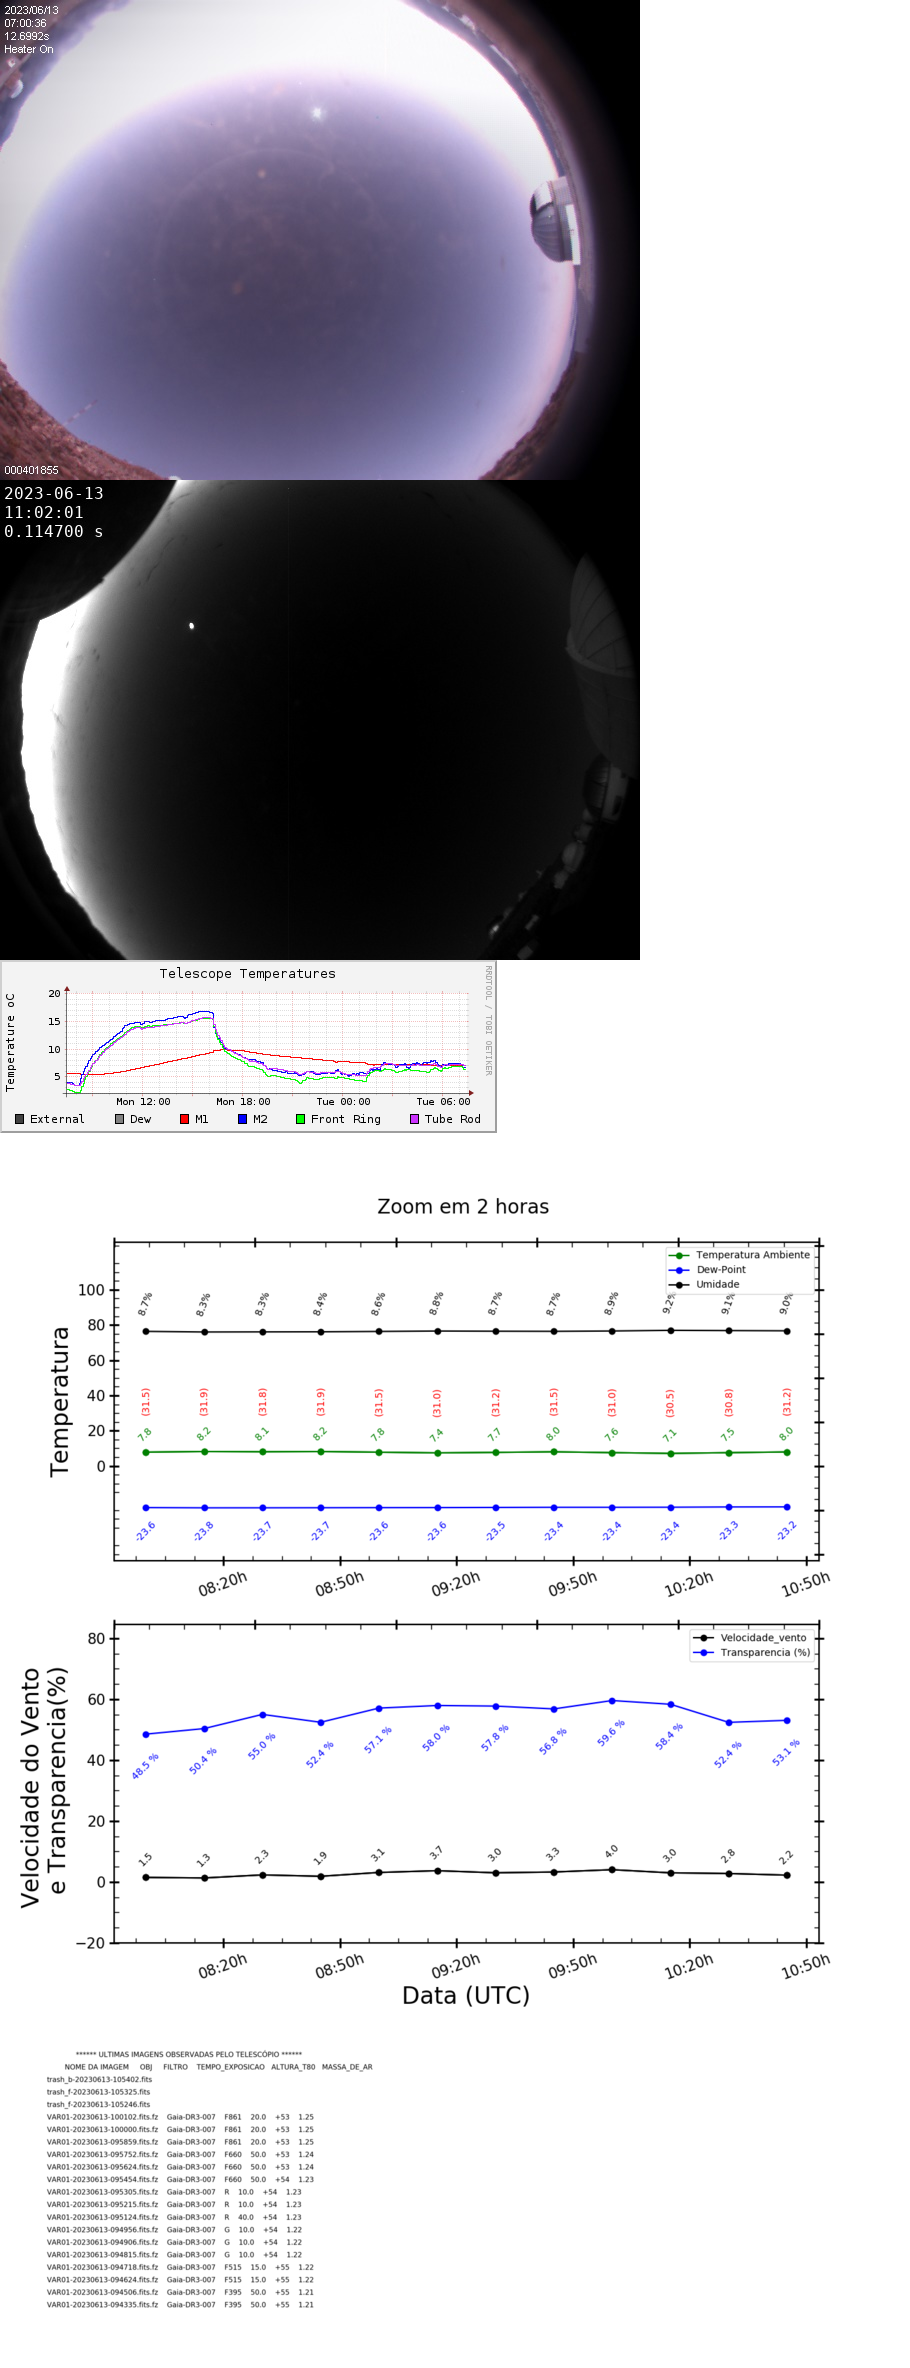 2023/06/13
07:00:36
12.6992s
Heater On
000401855
2023-06-13
11:02:01
0.114700 s
Telescope Temperatures
RRDTOOL / TOBI OETIKER
Temperature oC
20
15
10
5
Mon 12:00 Mon 18:00 Tue 00:00 Tue 06:00
External Dew M1 M2 Front Ring Tube Rod
Zoom em 2 horas
Temperatura Ambiente
Dew-Point
Umidade
Temperatura
100
80
60
40
20
0
8.7% 8.3% 8.3% 8.4% 8.6% 8.8% 8.7% 8.7% 8.9% 9.2% 9.1% 9.0%
(31.5) (31.9) (31.8) (31.9) (31.5) (31.0) (31.2) (31.5) (31.0) (30.5) (30.8) (31.2)
7.8 8.2 8.1 8.2 7.8 7.4 7.7 8.0 7.6 7.1 7.5 8.0
-23.6 -23.8 -23.7 -23.7 -23.6 -23.6 -23.5 -23.4 -23.4 -23.4 -23.3 -23.2
08:20h 08:50h 09:20h 09:50h 10:20h 10:50h
Velocidade_vento
Transparencia (%)
Velocidade do Vento
e Transparencia(%)
80
60
40
20
0
−20
48.5 % 50.4 % 55.0 % 52.4 % 57.1 % 58.0 % 57.8 % 56.8 % 59.6 % 58.4 % 52.4 % 53.1 %
1.5 1.3 2.3 1.9 3.1 3.7 3.0 3.3 4.0 3.0 2.8 2.2
08:20h 08:50h 09:20h 09:50h 10:20h 10:50h
Data (UTC)
****** ULTIMAS IMAGENS OBSERVADAS PELO TELESCÓPIO ******
NOME DA IMAGEM OBJ FILTRO TEMPO_EXPOSICAO ALTURA_T80 MASSA_DE_AR
trash_b-20230613-105402.fits
trash_f-20230613-105325.fits
trash_f-20230613-105246.fits
VAR01-20230613-100102.fits.fz Gaia-DR3-007 F861 20.0 +53 1.25
VAR01-20230613-100000.fits.fz Gaia-DR3-007 F861 20.0 +53 1.25
VAR01-20230613-095859.fits.fz Gaia-DR3-007 F861 20.0 +53 1.25
VAR01-20230613-095752.fits.fz Gaia-DR3-007 F660 50.0 +53 1.24
VAR01-20230613-095624.fits.fz Gaia-DR3-007 F660 50.0 +53 1.24
VAR01-20230613-095454.fits.fz Gaia-DR3-007 F660 50.0 +54 1.23
VAR01-20230613-095305.fits.fz Gaia-DR3-007 R 10.0 +54 1.23
VAR01-20230613-095215.fits.fz Gaia-DR3-007 R 10.0 +54 1.23
VAR01-20230613-095124.fits.fz Gaia-DR3-007 R 40.0 +54 1.23
VAR01-20230613-094956.fits.fz Gaia-DR3-007 G 10.0 +54 1.22
VAR01-20230613-094906.fits.fz Gaia-DR3-007 G 10.0 +54 1.22
VAR01-20230613-094815.fits.fz Gaia-DR3-007 G 10.0 +54 1.22
VAR01-20230613-094718.fits.fz Gaia-DR3-007 F515 15.0 +55 1.22
VAR01-20230613-094624.fits.fz Gaia-DR3-007 F515 15.0 +55 1.22
VAR01-20230613-094506.fits.fz Gaia-DR3-007 F395 50.0 +55 1.21
VAR01-20230613-094335.fits.fz Gaia-DR3-007 F395 50.0 +55 1.21